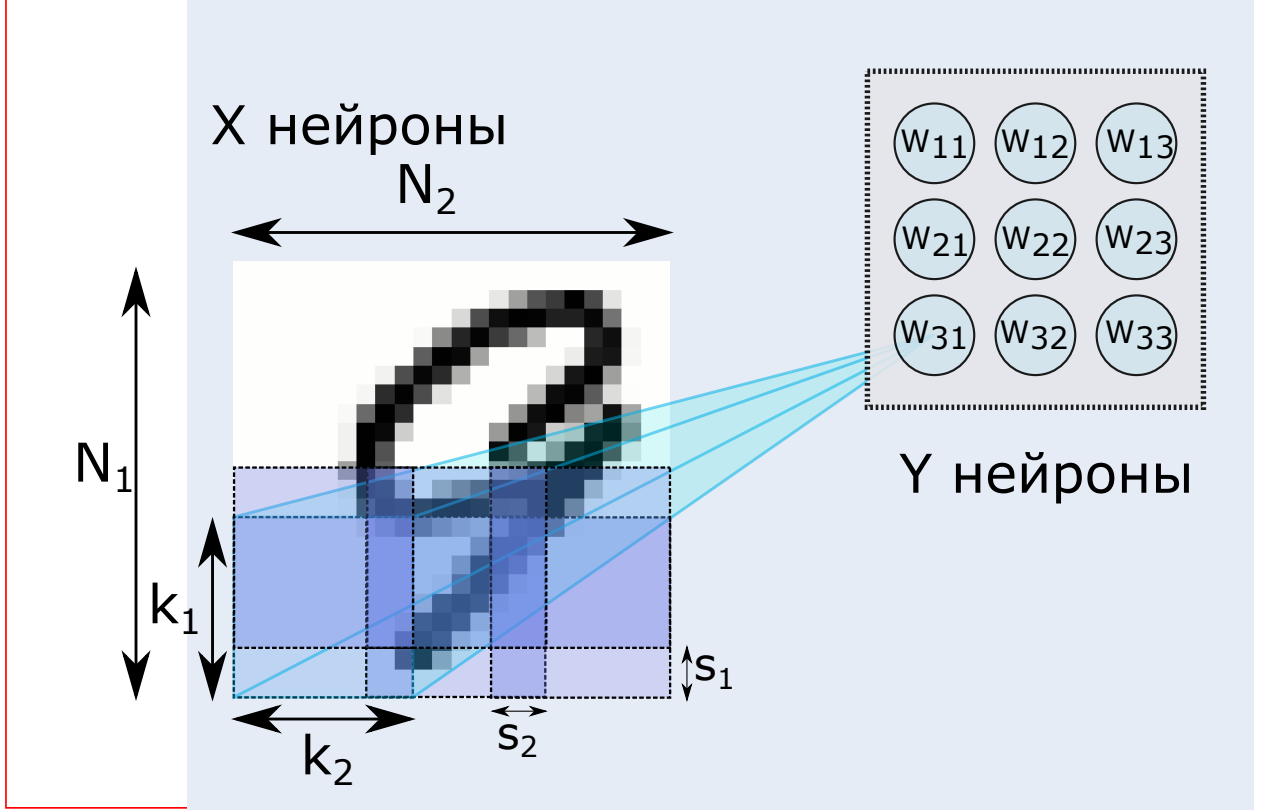 X нейроны
N2
w11 w12 w13
w21 w22 w23
w31 w32 w33
N1
Y нейроны
k1
s1
s2
k2